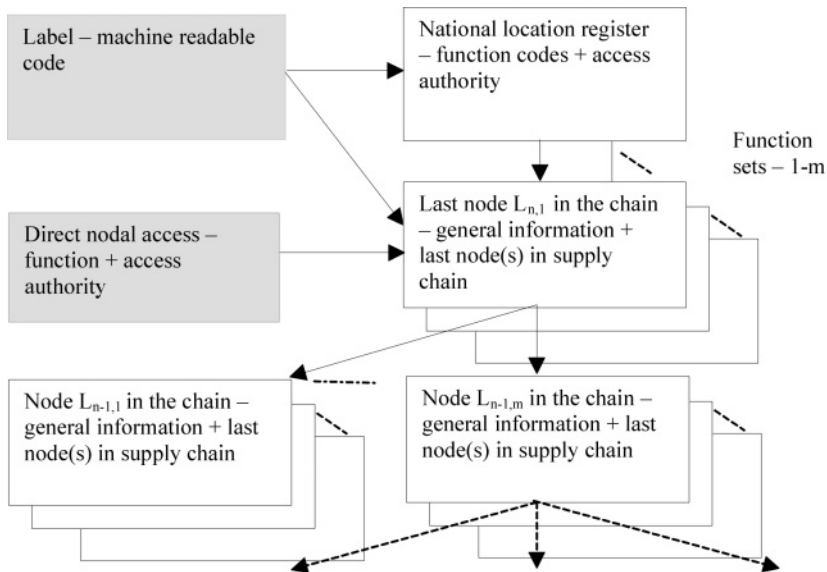 Label – machine readable
code
National location register
– function codes + access
authority
Function
sets – 1-m
Last node Lₙ,₁ in the chain
– general information +
last node(s) in supply
chain
Direct nodal access –
function + access
authority
Node Lₙ₋₁,₁ in the chain –
general information + last
node(s) in supply chain
Node Lₙ₋₁,ₘ in the chain –
general information + last
node(s) in supply chain